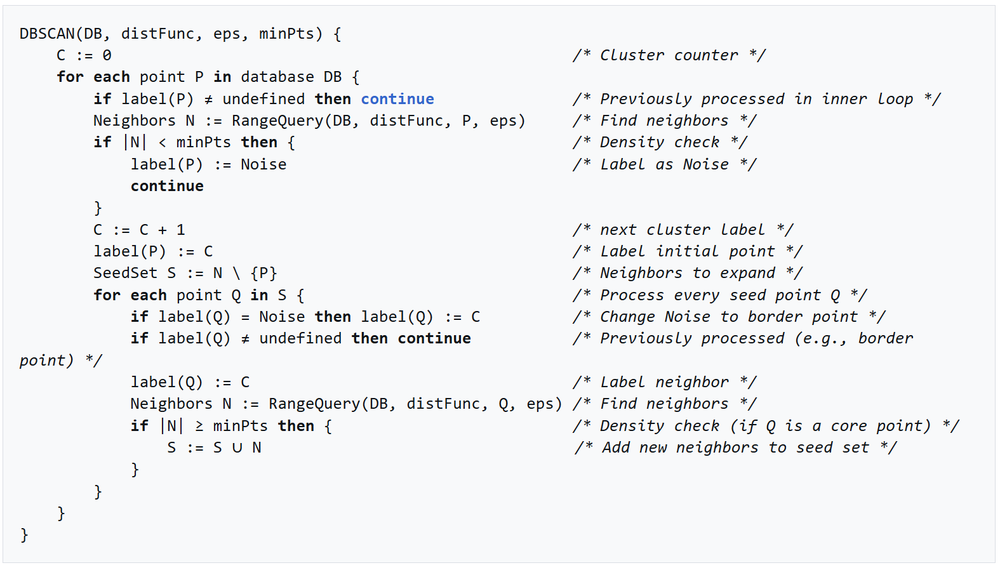 DBSCAN(DB, distFunc, eps, minPts) {
    C := 0                                                  /* Cluster counter */
    for each point P in database DB {
        if label(P) ≠ undefined then continue               /* Previously processed in inner loop */
        Neighbors N := RangeQuery(DB, distFunc, P, eps)     /* Find neighbors */
        if |N| < minPts then {                              /* Density check */
            label(P) := Noise                               /* Label as Noise */
            continue
        }
        C := C + 1                                          /* next cluster label */
        label(P) := C                                       /* Label initial point */
        SeedSet S := N \ {P}                                /* Neighbors to expand */
        for each point Q in S {                             /* Process every seed point Q */
            if label(Q) = Noise then label(Q) := C          /* Change Noise to border point */
            if label(Q) ≠ undefined then continue           /* Previously processed (e.g., border
point) */
            label(Q) := C                                   /* Label neighbor */
            Neighbors N := RangeQuery(DB, distFunc, Q, eps) /* Find neighbors */
            if |N| ≥ minPts then {                          /* Density check (if Q is a core point) */
                S := S ∪ N                                  /* Add new neighbors to seed set */
            }
        }
    }
}